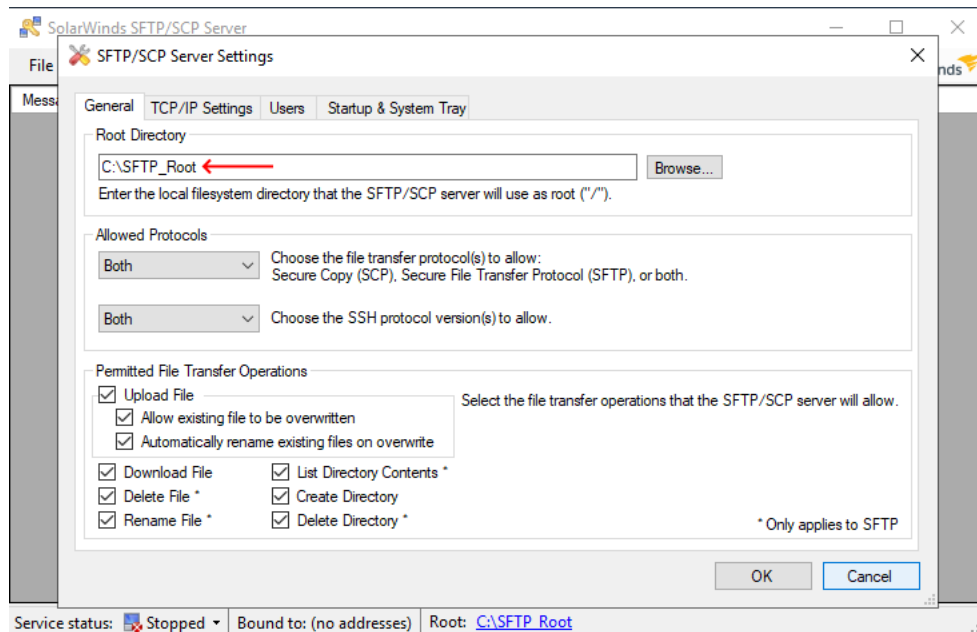 SolarWinds SFTP/SCP Server
File
SFTP/SCP Server Settings
nds
General TCP/IP Settings Users Startup & System Tray
Root Directory
C:\SFTP_Root
Browse...
Enter the local filesystem directory that the SFTP/SCP server will use as root ("/").
Allowed Protocols
Both
Choose the file transfer protocol(s) to allow:
Secure Copy (SCP), Secure File Transfer Protocol (SFTP), or both.
Both
Choose the SSH protocol version(s) to allow.
Permitted File Transfer Operations
Upload File
Select the file transfer operations that the SFTP/SCP server will allow.
Allow existing file to be overwritten
Automatically rename existing files on overwrite
Download File
List Directory Contents *
Delete File *
Create Directory
Rename File *
Delete Directory *
* Only applies to SFTP
OK
Cancel
Service status: Stopped Bound to: (no addresses) Root: C:\SFTP_Root